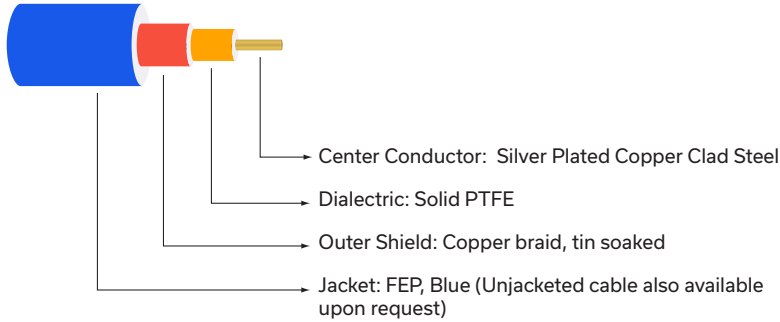 Center Conductor: Silver Plated Copper Clad Steel
Dialectric: Solid PTFE
Outer Shield: Copper braid, tin soaked
Jacket: FEP, Blue (Unjacketed cable also available
upon request)